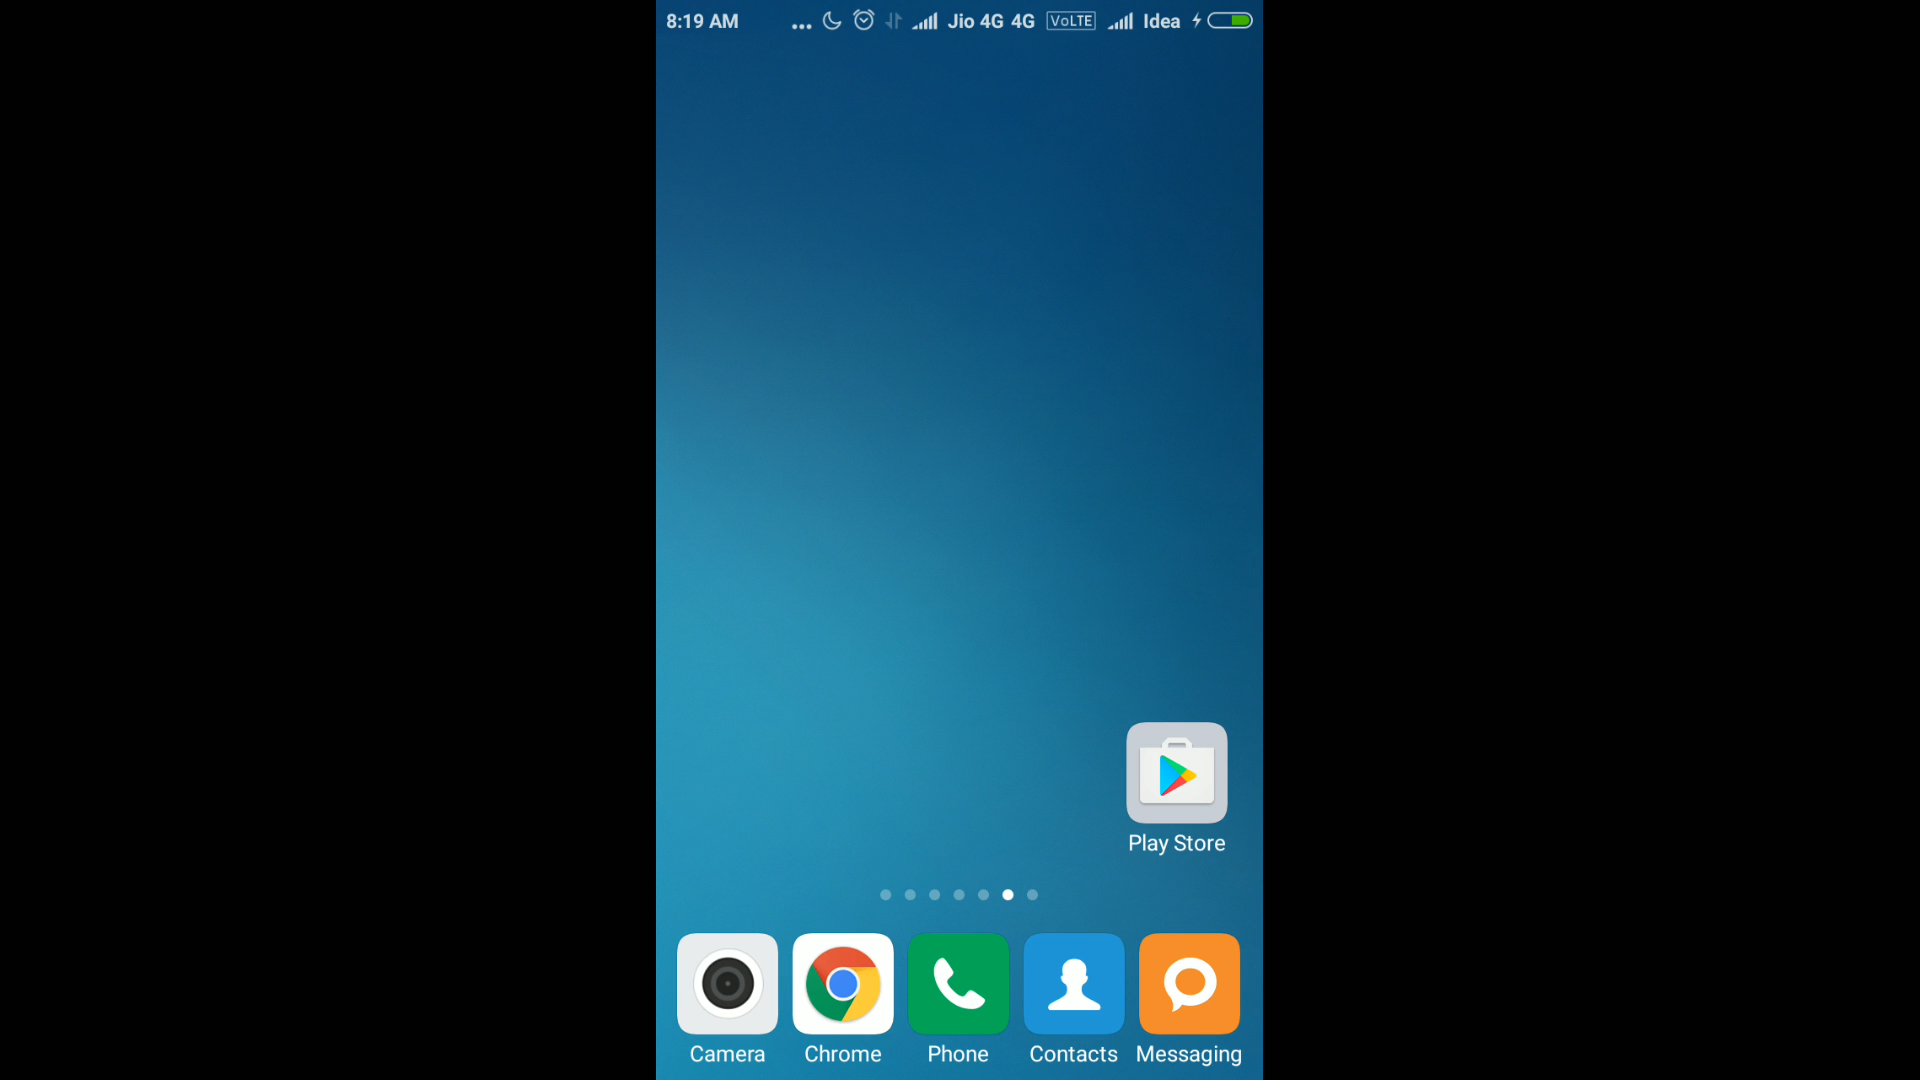 8:19 AM ... Jio 4G 4G VoLTE Idea
Play Store
Camera Chrome Phone Contacts Messaging